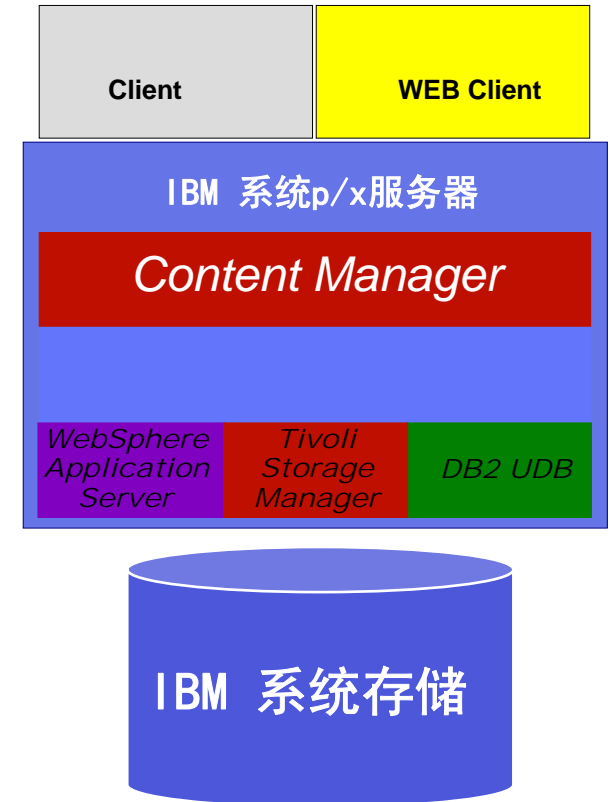 Client
WEB Client
IBM 系统p/x服务器
Content Manager
WebSphere
Application
Server
Tivoli
Storage
Manager
DB2 UDB
IBM 系统存储